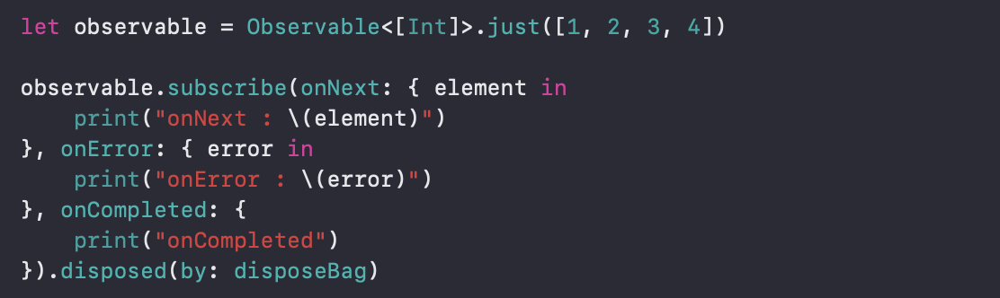 let observable = Observable<[Int]>.just([1, 2, 3, 4])
observable.subscribe(onNext: { element in
    print("onNext : \(element)")
}, onError: { error in
    print("onError : \(error)")
}, onCompleted: {
    print("onCompleted")
}).disposed(by: disposeBag)